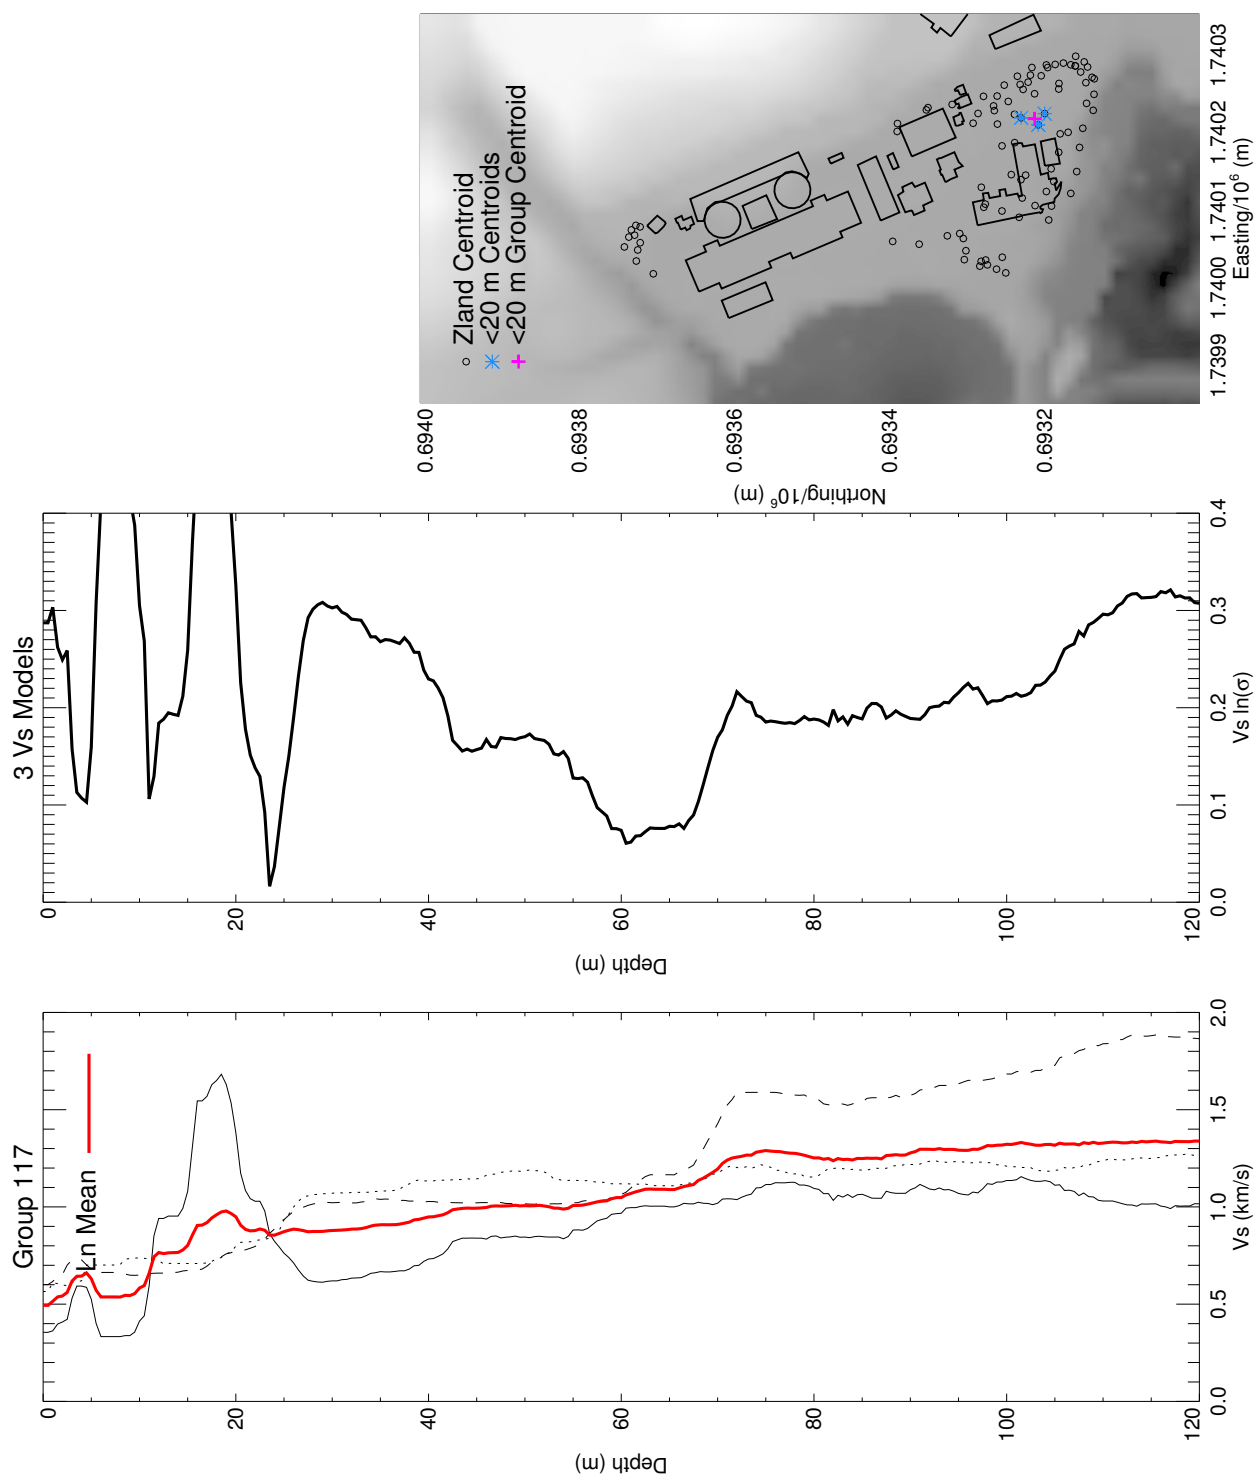 Group 117
Ln Mean
0
20
40
60
80
100
120
Depth (m)
0.0
0.5
1.0
1.5
2.0
Vs (km/s)
3 Vs Models
0
20
40
60
80
100
120
Depth (m)
0.0
0.1
0.2
0.3
0.4
Vs ln(σ)
Zland Centroid
<20 m Centroids
<20 m Group Centroid
0.6940
0.6938
0.6936
0.6934
0.6932
Northing/10⁶ (m)
1.7399
1.7400
1.7401
1.7402
1.7403
Easting/10⁶ (m)